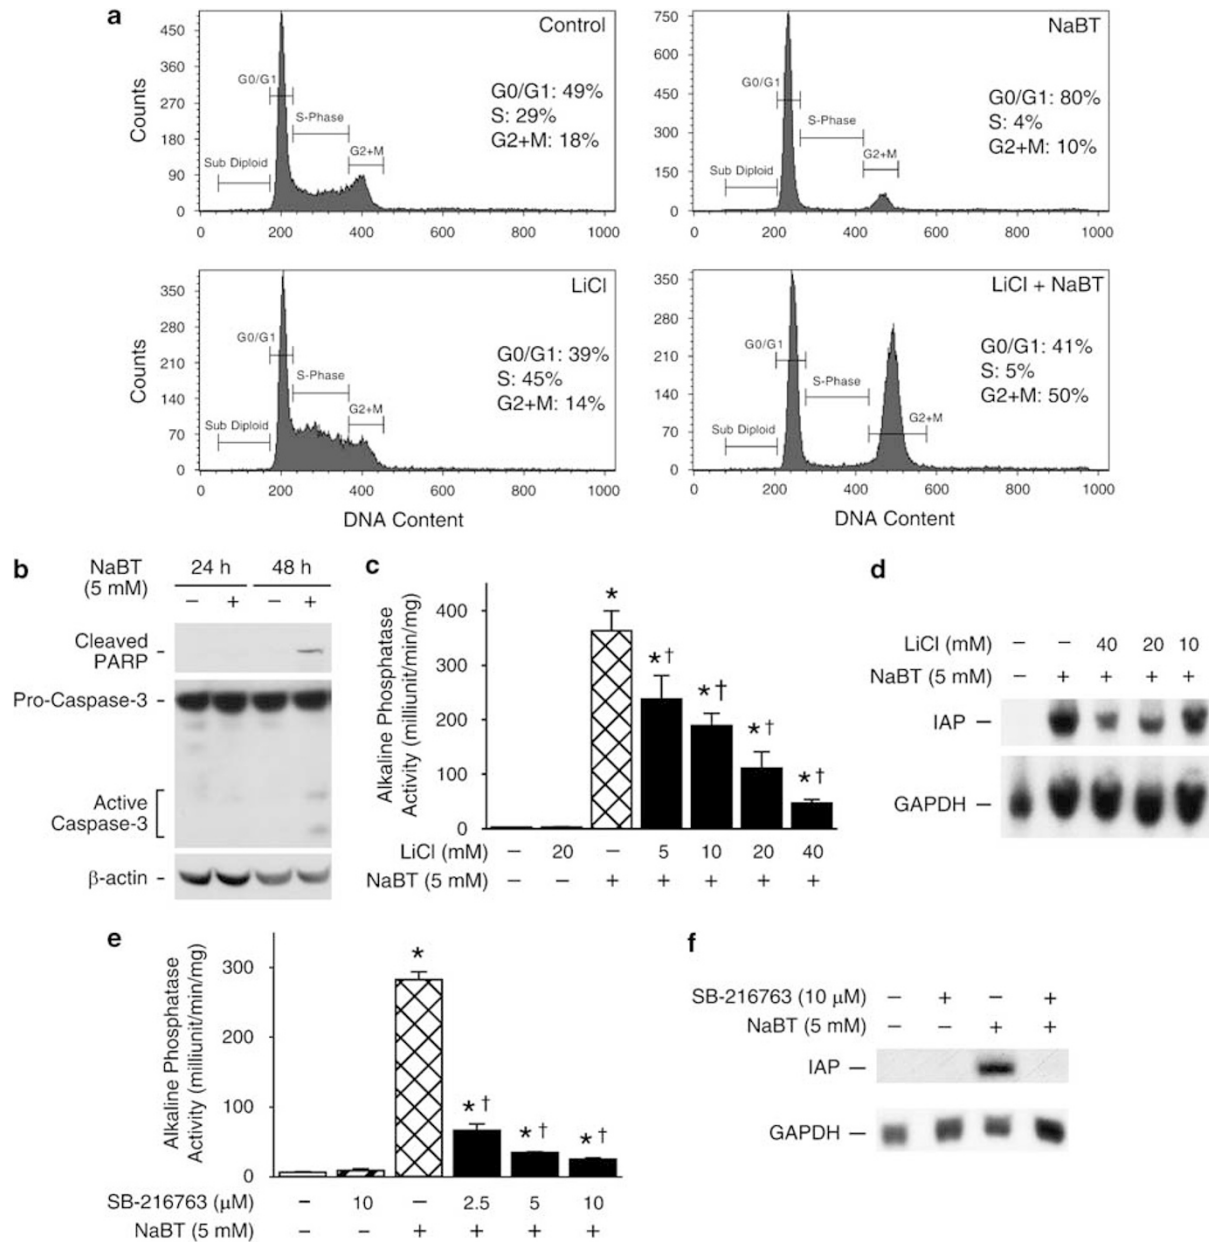 a
Control
G0/G1: 49%
S: 29%
G2+M: 18%
G0/G1
S-Phase
G2+M
Sub Diploid
Counts
450
360
270
180
90
0
0 200 400 600 800 1000
NaBT
G0/G1: 80%
S: 4%
G2+M: 10%
G0/G1
S-Phase
G2+M
Sub Diploid
750
600
450
300
150
0
0 200 400 600 800 1000
LiCl
G0/G1: 39%
S: 45%
G2+M: 14%
G0/G1
S-Phase
G2+M
Sub Diploid
Counts
350
280
210
140
70
0
0 200 400 600 800 1000
DNA Content
LiCl + NaBT
G0/G1: 41%
S: 5%
G2+M: 50%
G0/G1
S-Phase
G2+M
Sub Diploid
350
280
210
140
70
0
0 200 400 600 800 1000
DNA Content
b
NaBT
(5 mM)
24 h 48 h
− + − +
Cleaved
PARP
Pro-Caspase-3
Active
Caspase-3
β-actin
c
Alkaline Phosphatase
Activity (milliunit/min/mg)
400
300
200
100
0
*
*†
*†
*†
*†
LiCl (mM) − 20 − 5 10 20 40
NaBT (5 mM) − − + + + + +
d
LiCl (mM) − − 40 20 10
NaBT (5 mM) − + + + +
IAP
GAPDH
e
Alkaline Phosphatase
Activity (milliunit/min/mg)
300
200
100
0
*
*†
*†
*†
SB-216763 (μM) − 10 − 2.5 5 10
NaBT (5 mM) − − + + + +
f
SB-216763 (10 μM) − + − +
NaBT (5 mM) − − + +
IAP
GAPDH